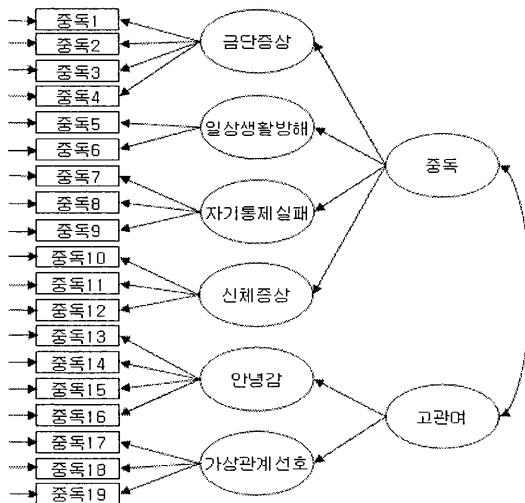 중독1
중독2
중독3
중독4
중독5
중독6
중독7
중독8
중독9
중독10
중독11
중독12
중독13
중독14
중독15
중독16
중독17
중독18
중독19
금단증상
일상생활방해
자기통제실패
신체증상
안녕감
가상관계선호
중독
고관여